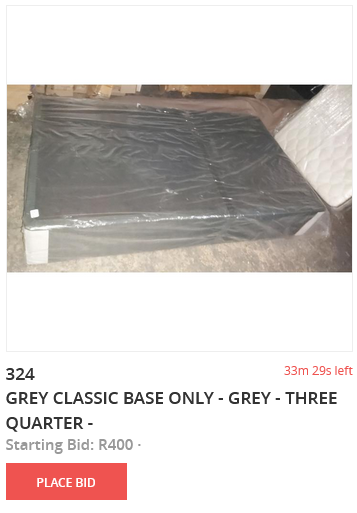 324
33m 29s left
GREY CLASSIC BASE ONLY - GREY - THREE
QUARTER -
Starting Bid: R400 ·
PLACE BID